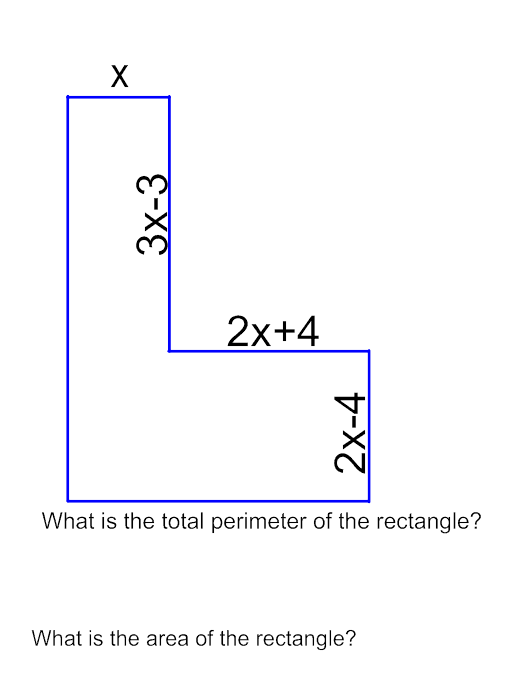 x
3x-3
2x+4
2x-4
What is the total perimeter of the rectangle?
What is the area of the rectangle?